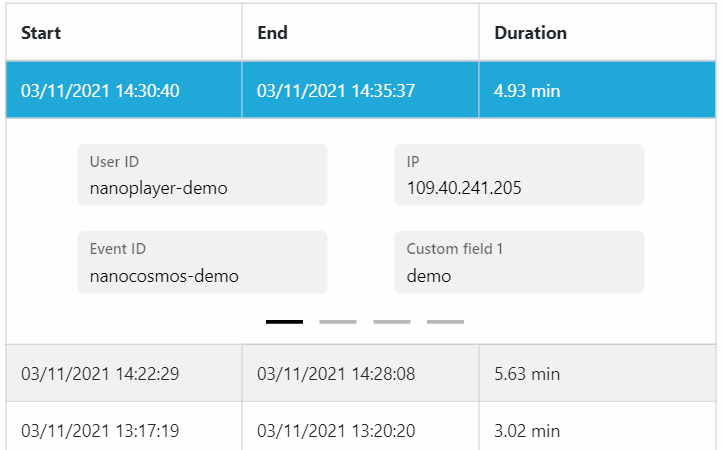 Start End Duration
03/11/2021 14:30:40 03/11/2021 14:35:37 4.93 min
User ID IP
nanoplayer-demo 109.40.241.205
Event ID Custom field 1
nanocosmos-demo demo
03/11/2021 14:22:29 03/11/2021 14:28:08 5.63 min
03/11/2021 13:17:19 03/11/2021 13:20:20 3.02 min